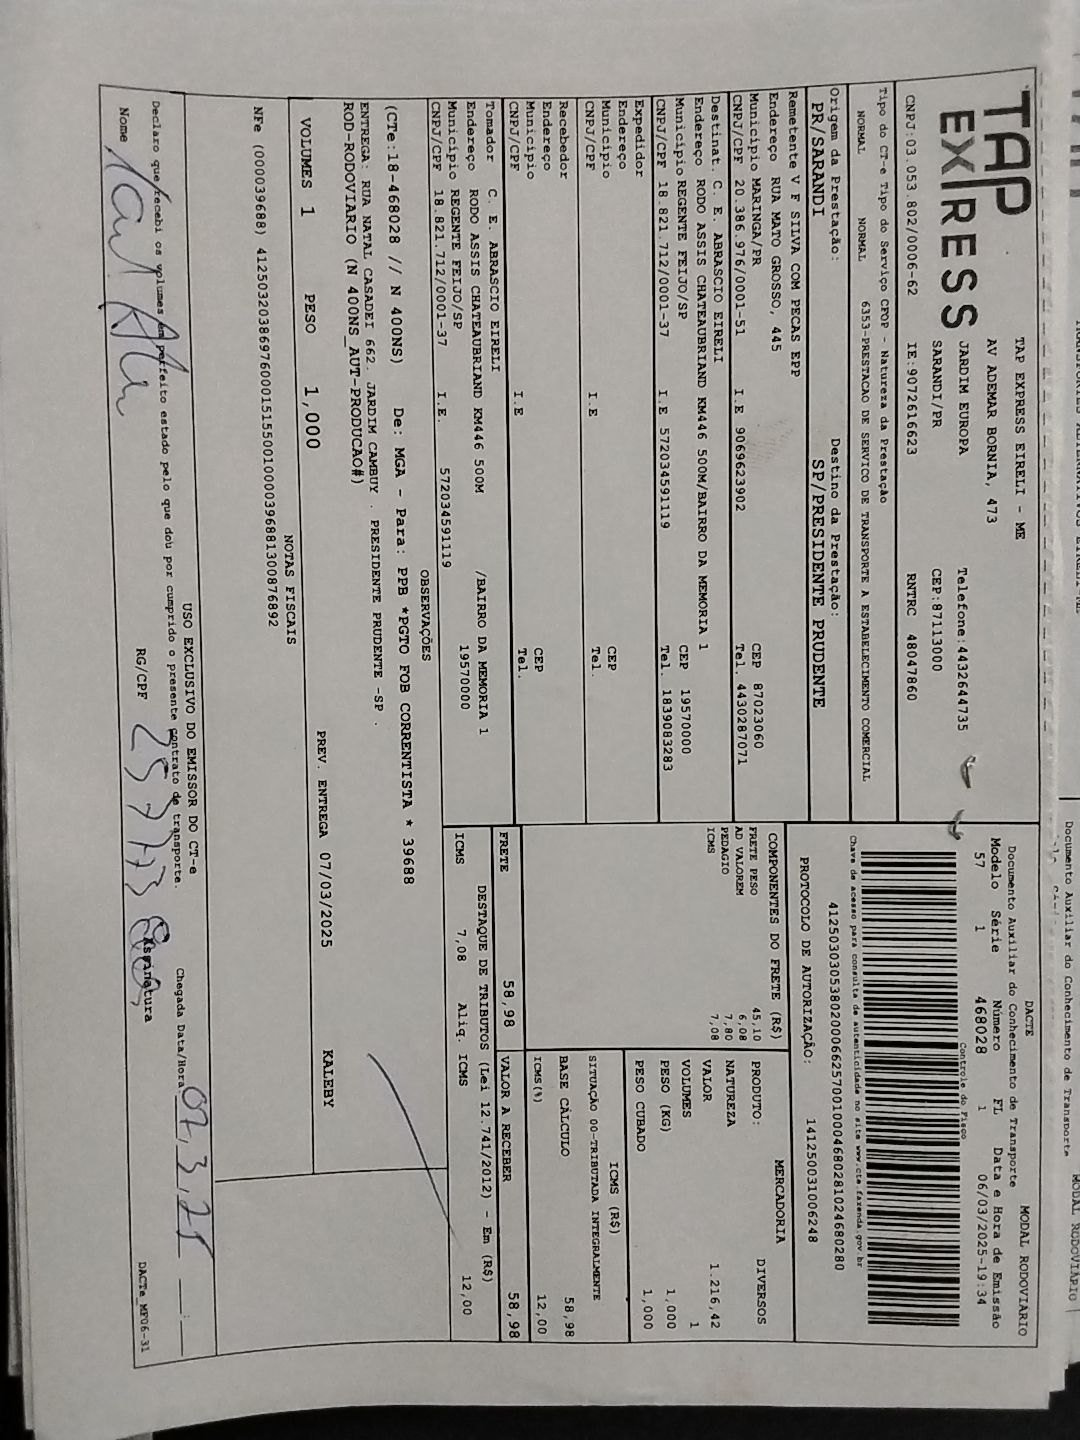 TAP
EXPRESS
TAP EXPRESS EIRELI - ME
AV ADEMAR BORNIA, 473
JARDIM EUROPA
SARANDI/PR
Telefone:4432644735
CEP:87113000
CNPJ:03.053.802/0006-62 IE:9072616623 RNTRC 48047860
Tipo do CT-e Tipo do Serviço CFOP - Natureza da Prestação
NORMAL NORMAL 6353-PRESTACAO DE SERVICO DE TRANSPORTE A ESTABELECIMENTO COMERCIAL
Origem da Prestação: Destino da Prestação:
PR/SARANDI SP/PRESIDENTE PRUDENTE
Remetente V F SILVA COM PECAS EPP
Endereço RUA MATO GROSSO, 445
Município MARINGA/PR CEP 87023060
CNPJ/CPF 20.386.976/0001-51 I.E 9069623902 Tel. 4430287071
Destinat. C. E. ABRASCIO EIRELI
Endereço RODO ASSIS CHATEAUBRIAND KM446 500M/BAIRRO DA MEMORIA 1
Município REGENTE FEIJO/SP CEP 19570000
CNPJ/CPF 18.821.712/0001-37 I.E 572034591119 Tel. 1839083283
Expedidor
Endereço
Município CEP
CNPJ/CPF I.E Tel.
Recebedor
Endereço
Município CEP
CNPJ/CPF I.E Tel.
Tomador C. E. ABRASCIO EIRELI
Endereço RODO ASSIS CHATEAUBRIAND KM446 500M /BAIRRO DA MEMORIA 1
Município REGENTE FEIJO/SP 19570000
CNPJ/CPF 18.821.712/0001-37 I.E. 572034591119
DACTE MODAL RODOVIÁRIO
Documento Auxiliar do Conhecimento de Transporte
Modelo Série Número FL Data e Hora de Emissão
57 1 468028 1 06/03/2025-19:34
Controle do Fisco
Chave de acesso para consulta de autenticidade no site www.cte.fazenda.gov.br
41250303053802000662570010004680281024680280
PROTOCOLO DE AUTORIZAÇÃO: 141250031006248
COMPONENTES DO FRETE (R$)
FRETE PESO 45,10
AD VALOREM 6,08
PEDAGIO 7,80
ICMS 7,08
MERCADORIA
PRODUTO: DIVERSOS
NATUREZA
VALOR 1.216,42
VOLUMES 1
PESO (KG) 1,000
PESO CUBADO 1,000
ICMS (R$)
SITUAÇÃO 00-TRIBUTADA INTEGRALMENTE
BASE CÁLCULO 58,98
ICMS(%) 12,00
FRETE 58,98 VALOR A RECEBER 58,98
DESTAQUE DE TRIBUTOS (Lei 12.741/2012) - Em (R$)
ICMS 7,08 Aliq. ICMS 12,00
OBSERVAÇÕES
(CTe:18-468028 // N 400NS) De: MGA - Para: PPB *PGTO FOB CORRENTISTA * 39688
ENTREGA: RUA NATAL CASADEI 662. JARDIM CAMBUY . PRESIDENTE PRUDENTE -SP .
ROD-RODOVIARIO (N 400NS_AUT-PRODUCAO#)
VOLUMES 1 PESO 1,000 PREV. ENTREGA 07/03/2025 KALEBY
NOTAS FISCAIS
NFe (000039688) 41250320386976000151550010000396881300876892
USO EXCLUSIVO DO EMISSOR DO CT-e
Declaro que recebi os volumes em perfeito estado pelo que dou por cumprido o presente contrato de transporte.
Chegada Data/Hora: 07,3,25
Nome RG/CPF Assinatura
DACTe_MF06-31
Documento Auxiliar do Conhecimento de Transporte
MODAL RODOVIÁRIO